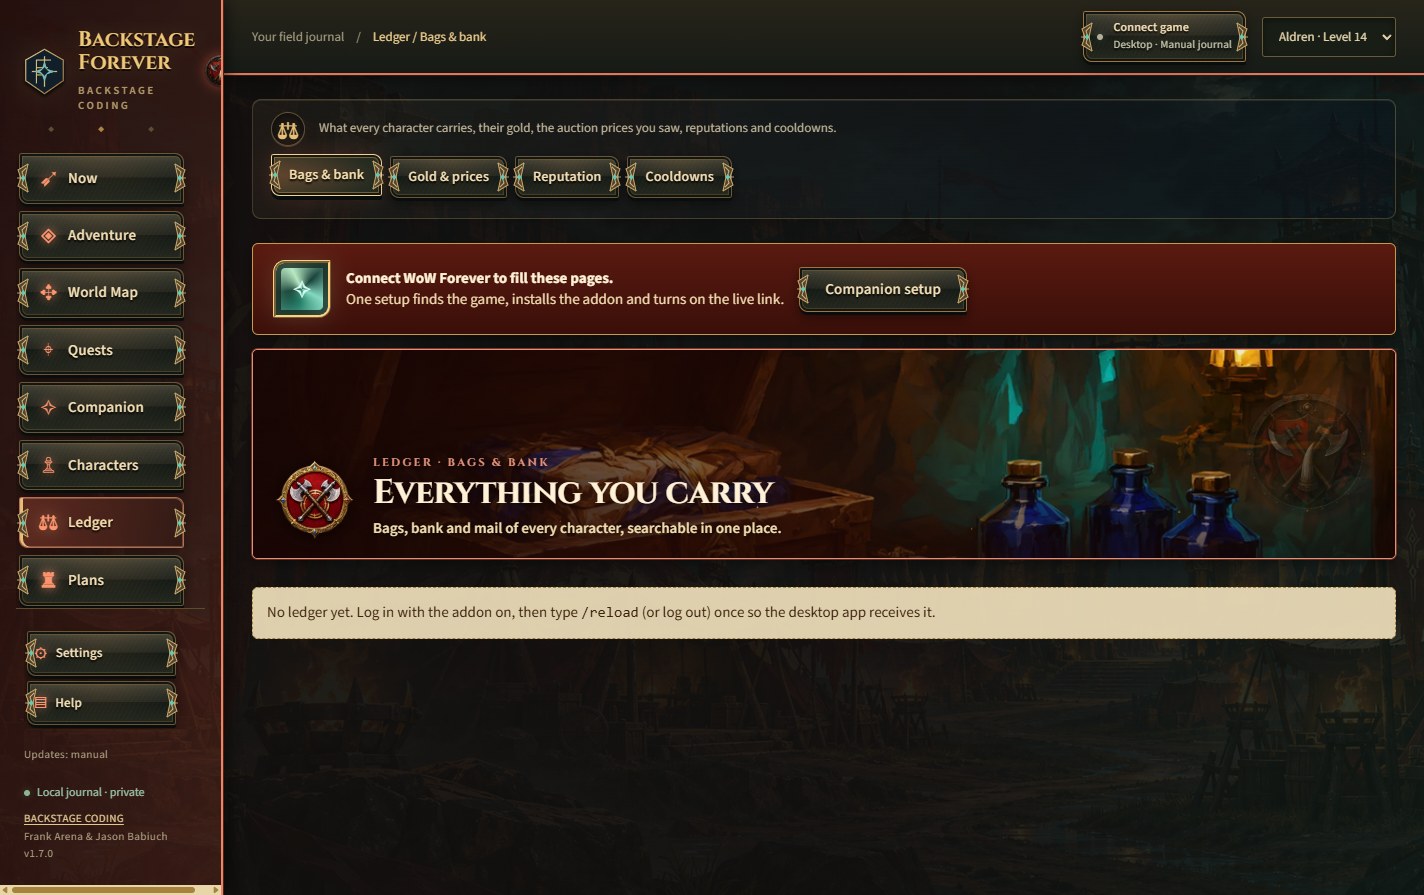 Backstage Forever
BACKSTAGE CODING
Now
Adventure
World Map
Quests
Companion
Characters
Ledger
Plans
Settings
Help
Updates: manual
Local journal · private
BACKSTAGE CODING
Frank Arena & Jason Babiuch
v1.7.0
Your field journal / Ledger / Bags & bank
Connect game
Desktop · Manual journal
Aldren · Level 14
What every character carries, their gold, the auction prices you saw, reputations and cooldowns.
Bags & bank
Gold & prices
Reputation
Cooldowns
Connect WoW Forever to fill these pages.
One setup finds the game, installs the addon and turns on the live link.
Companion setup
LEDGER · BAGS & BANK
Everything you carry
Bags, bank and mail of every character, searchable in one place.
No ledger yet. Log in with the addon on, then type /reload (or log out) once so the desktop app receives it.